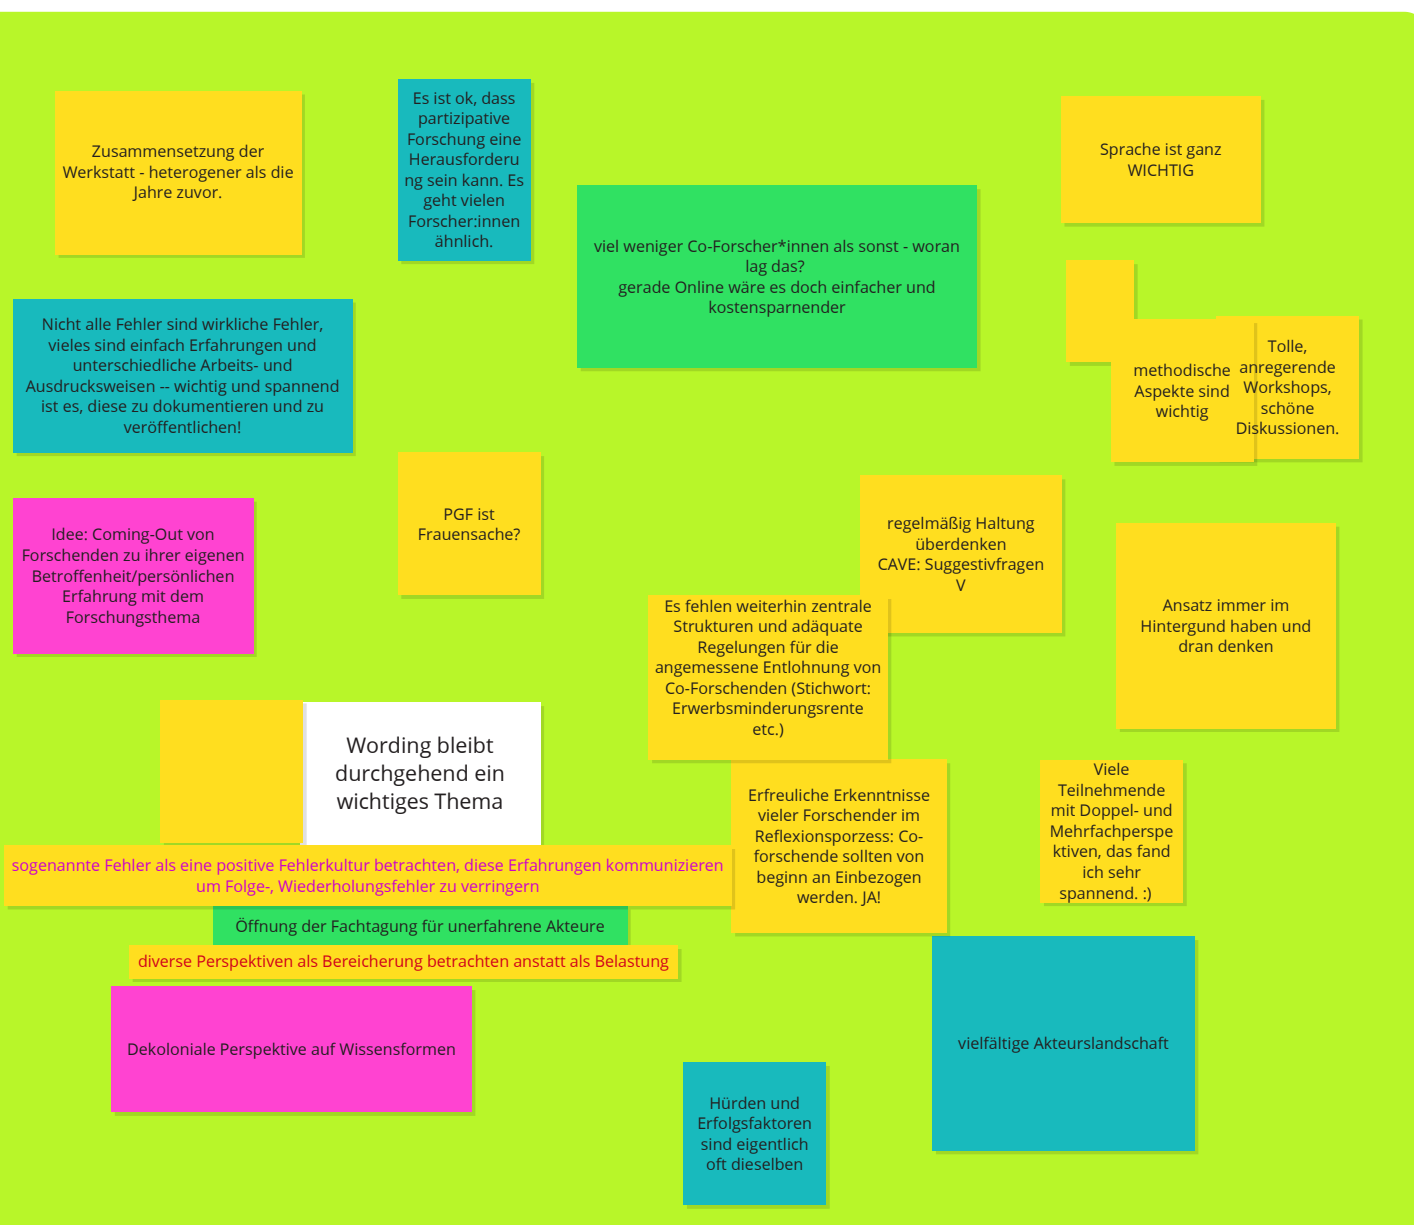 Zusammensetzung der
Werkstatt - heterogener als die
Jahre zuvor.
Es ist ok, dass
partizipative
Forschung eine
Herausforderu
ng sein kann. Es
geht vielen
Forscher:innen
ähnlich.
viel weniger Co-Forscher*innen als sonst - woran
lag das?
gerade Online wäre es doch einfacher und
kostensparnender
Sprache ist ganz
WICHTIG
Nicht alle Fehler sind wirkliche Fehler,
vieles sind einfach Erfahrungen und
unterschiedliche Arbeits- und
Ausdrucksweisen -- wichtig und spannend
ist es, diese zu dokumentieren und zu
veröffentlichen!
methodische
Aspekte sind
wichtig
Tolle,
anregerende
Workshops,
schöne
Diskussionen.
Idee: Coming-Out von
Forschenden zu ihrer eigenen
Betroffenheit/persönlichen
Erfahrung mit dem
Forschungsthema
PGF ist
Frauensache?
regelmäßig Haltung
überdenken
CAVE: Suggestivfragen
V
Ansatz immer im
Hintergund haben und
dran denken
Es fehlen weiterhin zentrale
Strukturen und adäquate
Regelungen für die
angemessene Entlohnung von
Co-Forschenden (Stichwort:
Erwerbsminderungsrente
etc.)
Wording bleibt
durchgehend ein
wichtiges Thema
Erfreuliche Erkenntnisse
vieler Forschender im
Reflexionsporzess: Co-
forschende sollten von
beginn an Einbezogen
werden. JA!
Viele
Teilnehmende
mit Doppel- und
Mehrfachperspe
ktiven, das fand
ich sehr
spannend. :)
sogenannte Fehler als eine positive Fehlerkultur betrachten, diese Erfahrungen kommunizieren
um Folge-, Wiederholungsfehler zu verringern
Öffnung der Fachtagung für unerfahrene Akteure
diverse Perspektiven als Bereicherung betrachten anstatt als Belastung
Dekoloniale Perspektive auf Wissensformen
vielfältige Akteurslandschaft
Hürden und
Erfolgsfaktoren
sind eigentlich
oft dieselben